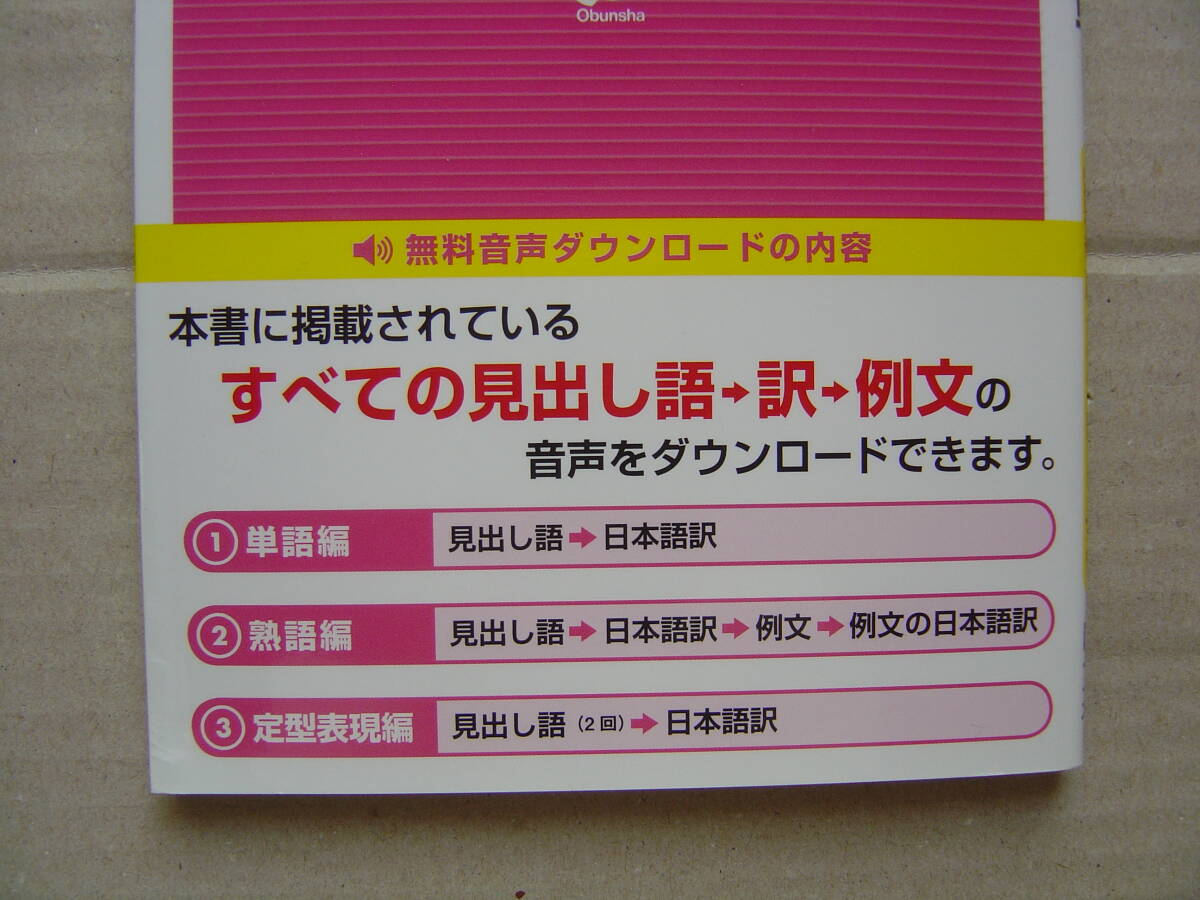 Obunsha
無料音声ダウンロードの内容
本書に掲載されている
すべての見出し語→訳→例文の
音声をダウンロードできます。
① 単語編 見出し語→日本語訳
② 熟語編 見出し語→日本語訳→例文→例文の日本語訳
③ 定型表現編 見出し語（2回）→日本語訳